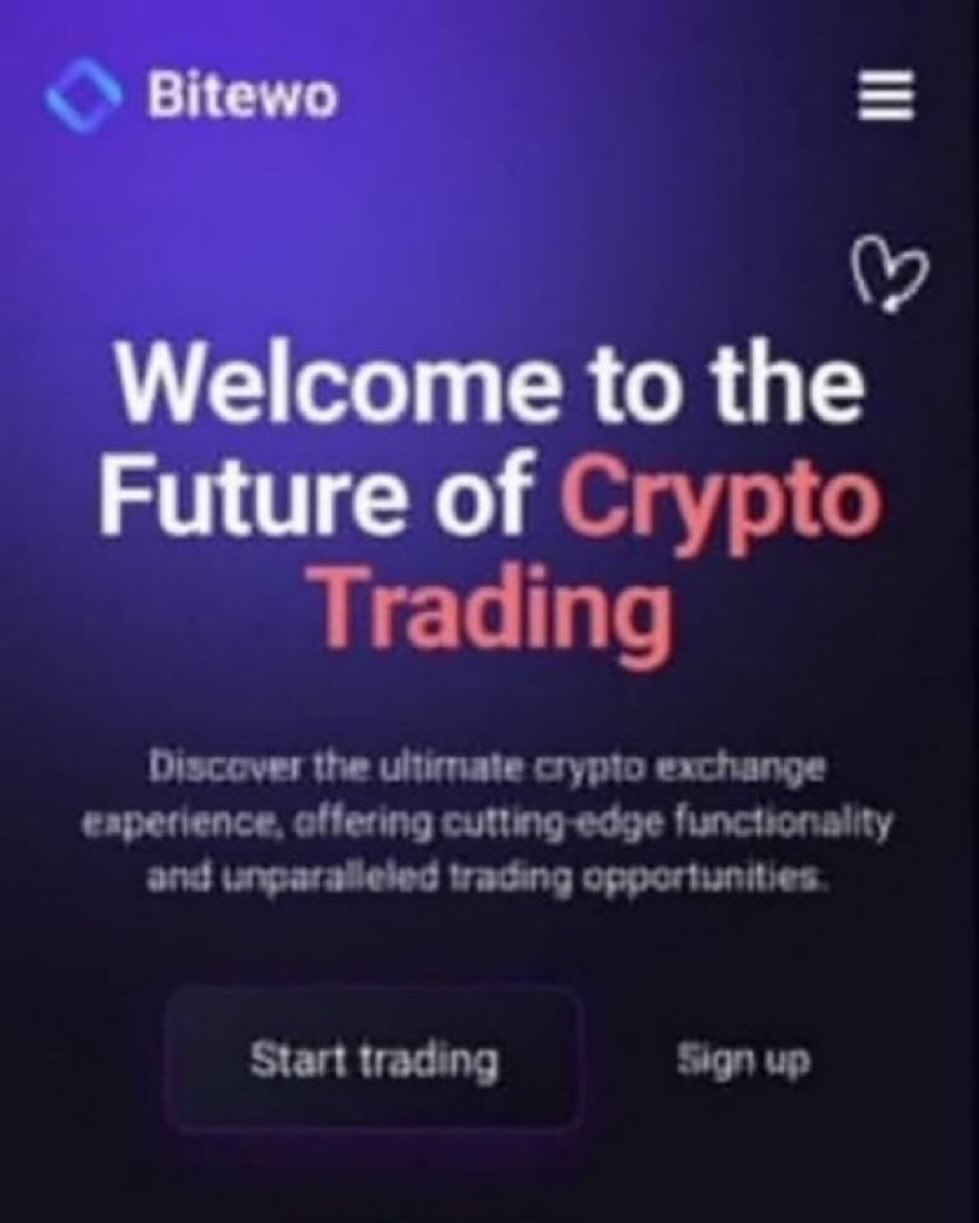 Bitewo
Welcome to the
Future of Crypto
Trading
Discover the ultimate crypto exchange
experience, offering cutting-edge functionality
and unparalleled trading opportunities.
Start trading
Sign up